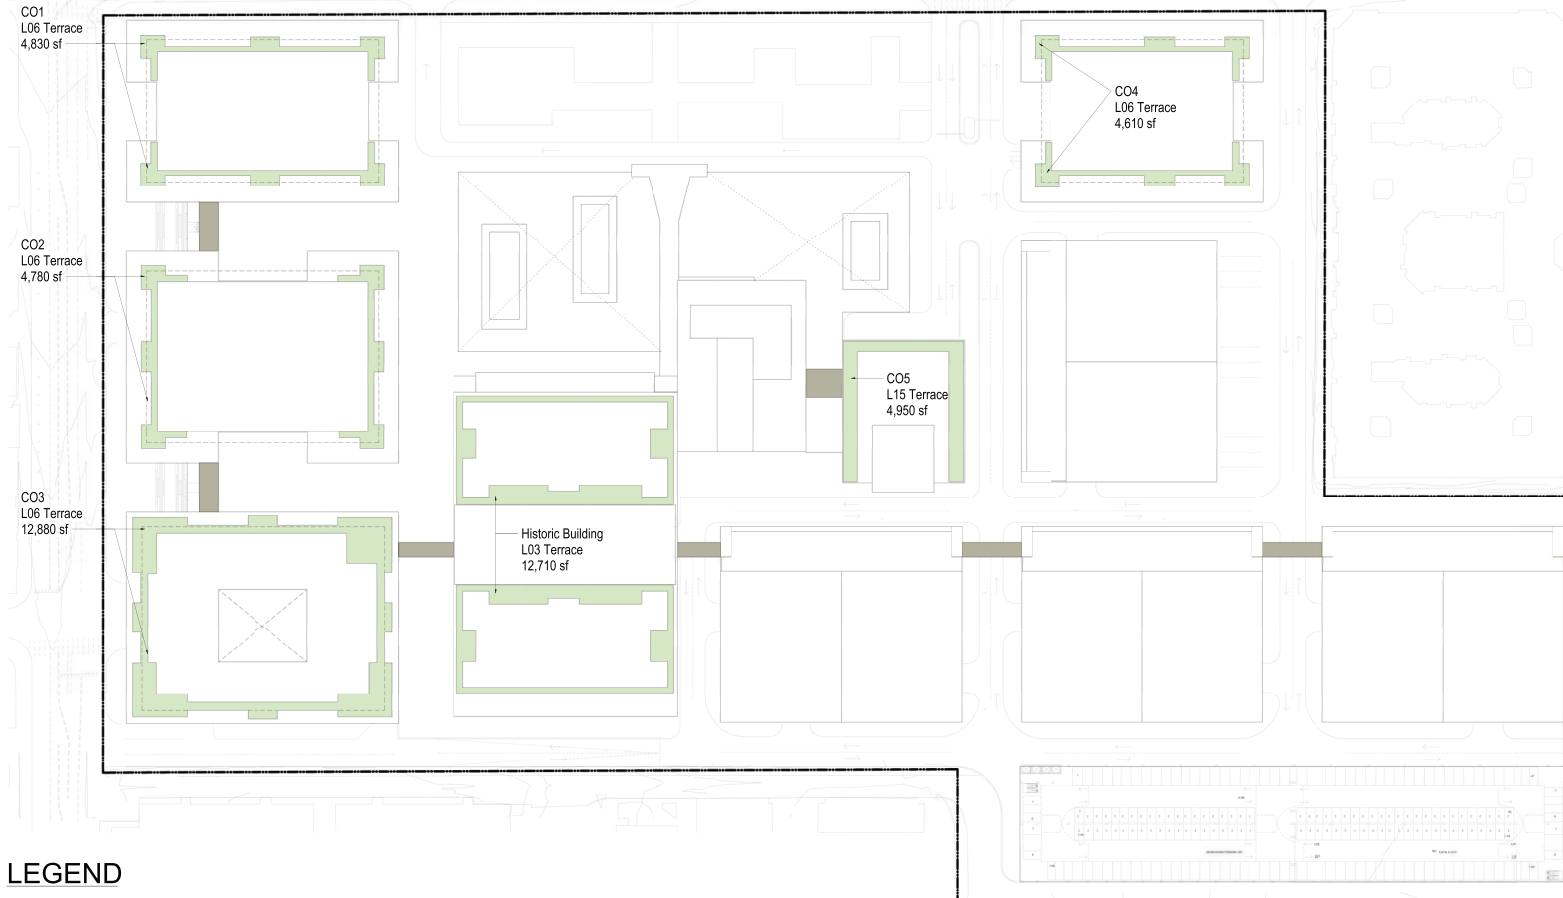 CO1
L06 Terrace
4,830 sf
CO4
L06 Terrace
4,610 sf
CO2
L06 Terrace
4,780 sf
CO5
L15 Terrace
4,950 sf
CO3
L06 Terrace
12,880 sf
Historic Building
L03 Terrace
12,710 sf
LEGEND